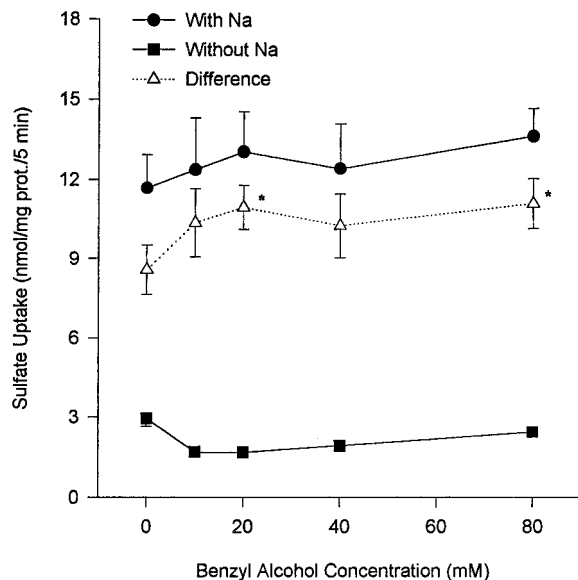 18
15
12
9
6
3
0
Sulfate Uptake (nmol/mg prot./5 min)
With Na
Without Na
Difference
*
*
0
20
40
60
80
Benzyl Alcohol Concentration (mM)